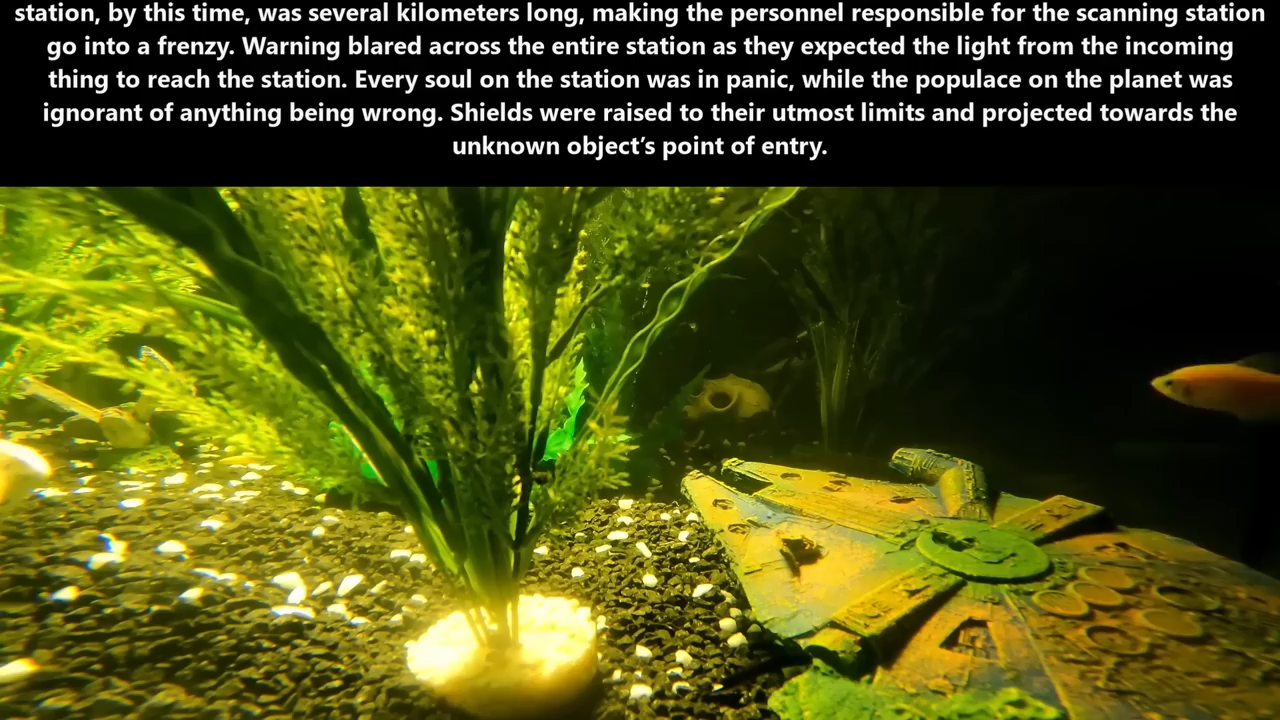 station, by this time, was several kilometers long, making the personnel responsible for the scanning station
go into a frenzy. Warning blared across the entire station as they expected the light from the incoming
thing to reach the station. Every soul on the station was in panic, while the populace on the planet was
ignorant of anything being wrong. Shields were raised to their utmost limits and projected towards the
unknown object’s point of entry.